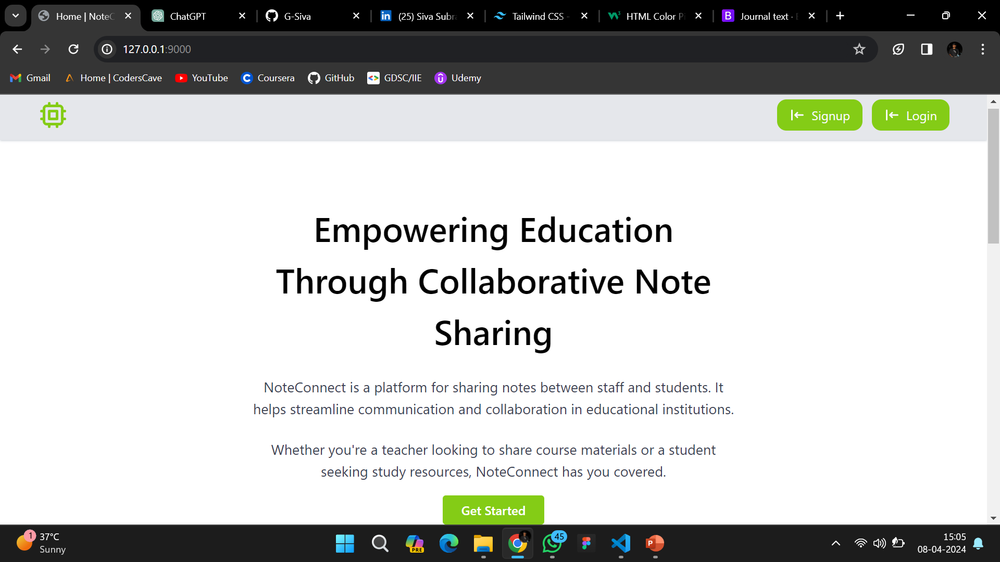 Home | NoteC
ChatGPT
G-Siva
(25) Siva Subra
Tailwind CSS -
HTML Color Pi
Journal text ·
127.0.0.1:9000
Gmail
Home | CodersCave
YouTube
Coursera
GitHub
GDSC/IIE
Udemy
Signup
Login
Empowering Education
Through Collaborative Note
Sharing
NoteConnect is a platform for sharing notes between staff and students. It
helps streamline communication and collaboration in educational institutions.
Whether you're a teacher looking to share course materials or a student
seeking study resources, NoteConnect has you covered.
Get Started
1
37°C
Sunny
PRE
45
P
15:05
08-04-2024